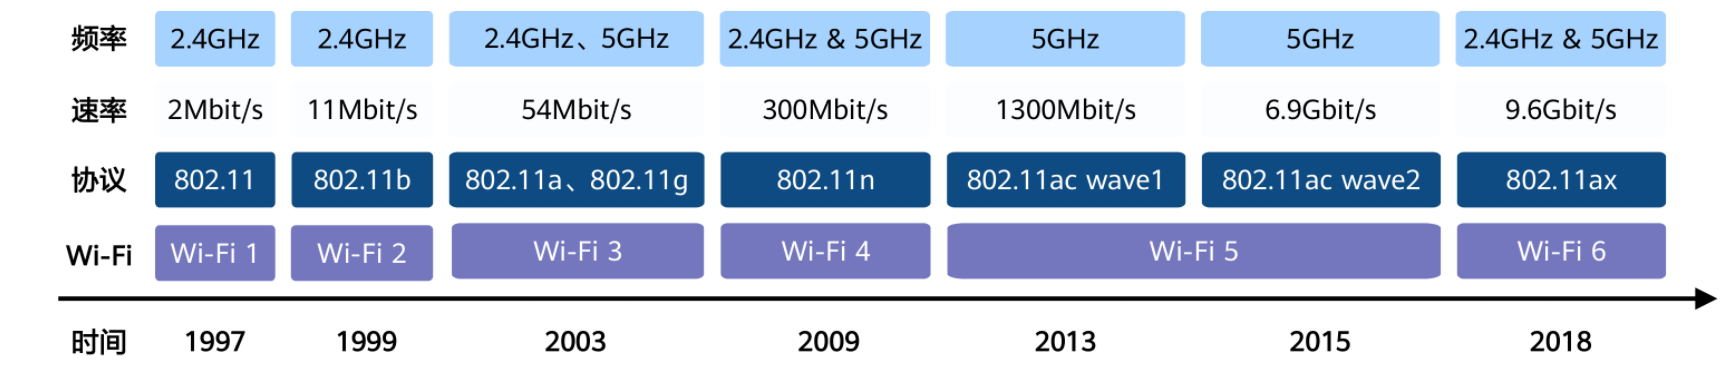 频率 2.4GHz 2.4GHz 2.4GHz、5GHz 2.4GHz & 5GHz 5GHz 5GHz 2.4GHz & 5GHz
速率 2Mbit/s 11Mbit/s 54Mbit/s 300Mbit/s 1300Mbit/s 6.9Gbit/s 9.6Gbit/s
协议 802.11 802.11b 802.11a、802.11g 802.11n 802.11ac wave1 802.11ac wave2 802.11ax
Wi-Fi Wi-Fi 1 Wi-Fi 2 Wi-Fi 3 Wi-Fi 4 Wi-Fi 5 Wi-Fi 6
时间 1997 1999 2003 2009 2013 2015 2018